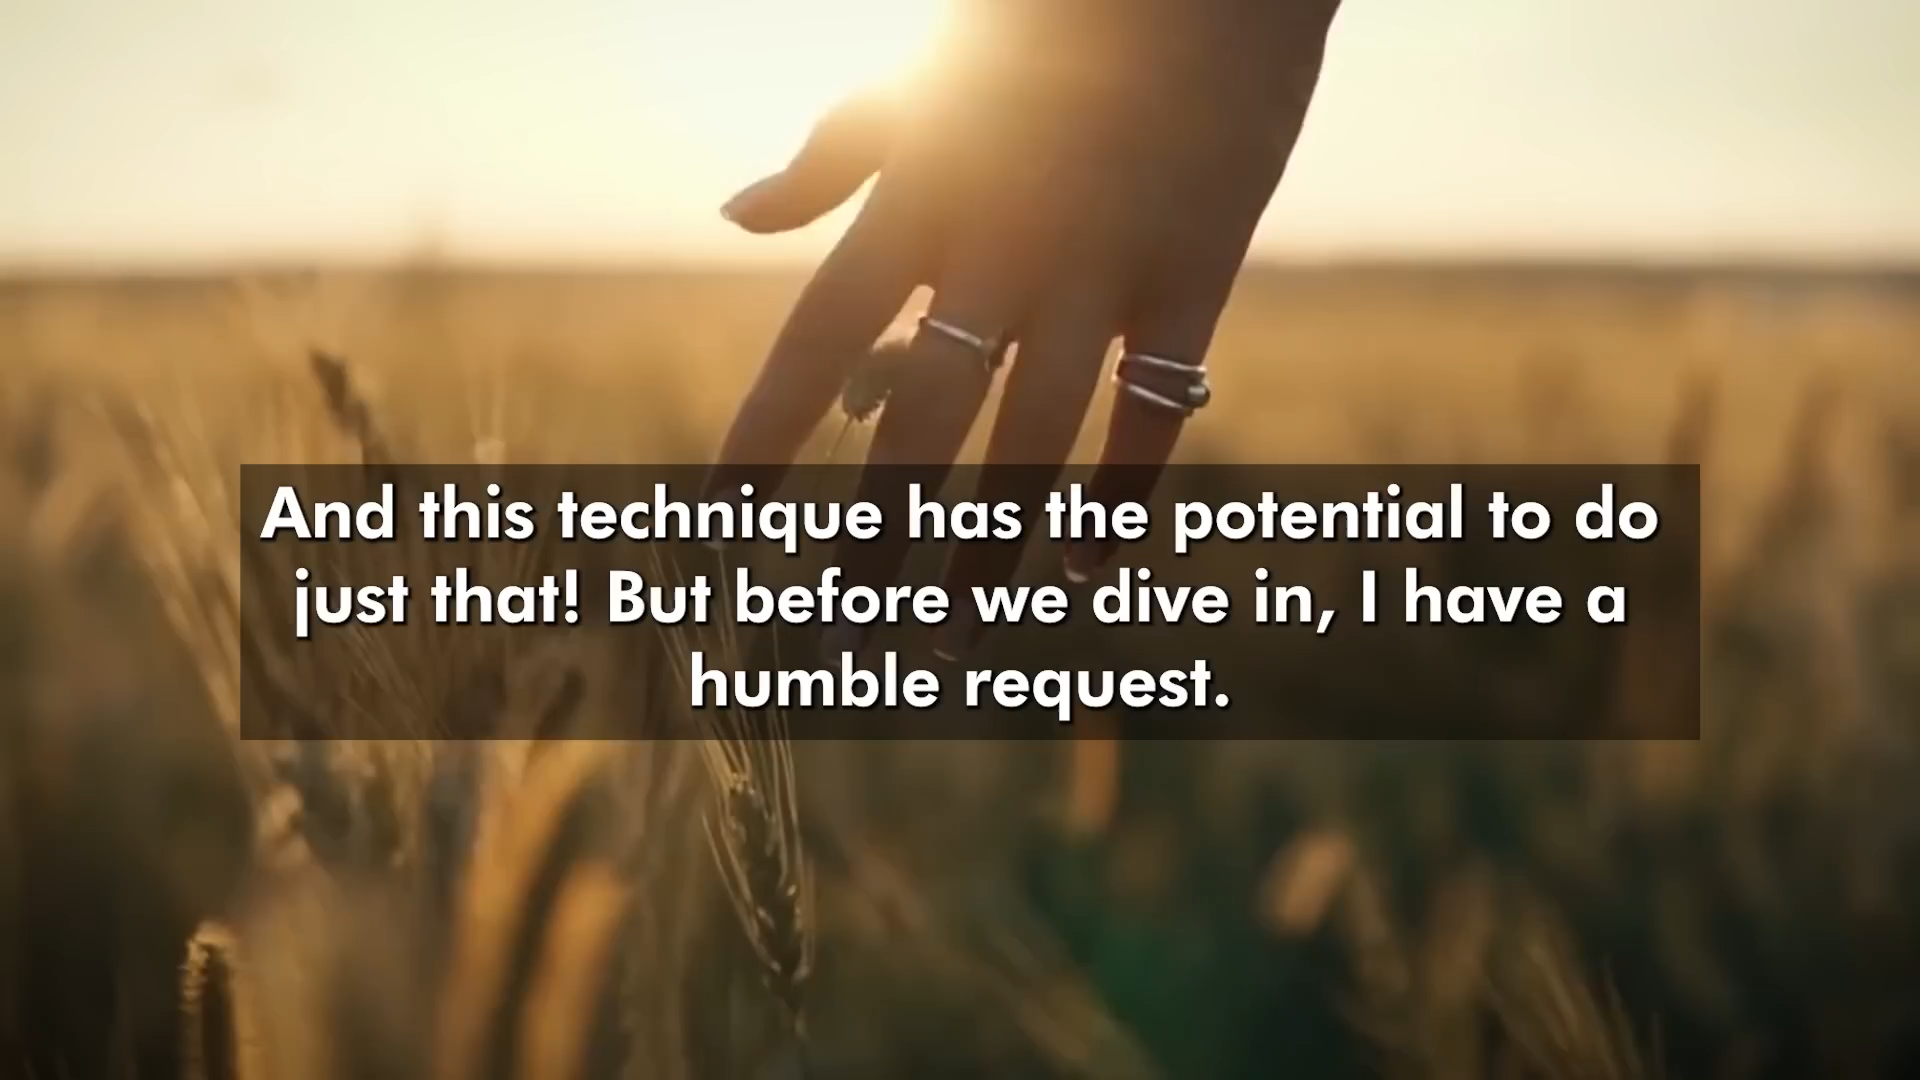 And this technique has the potential to do
just that! But before we dive in, I have a
humble request.